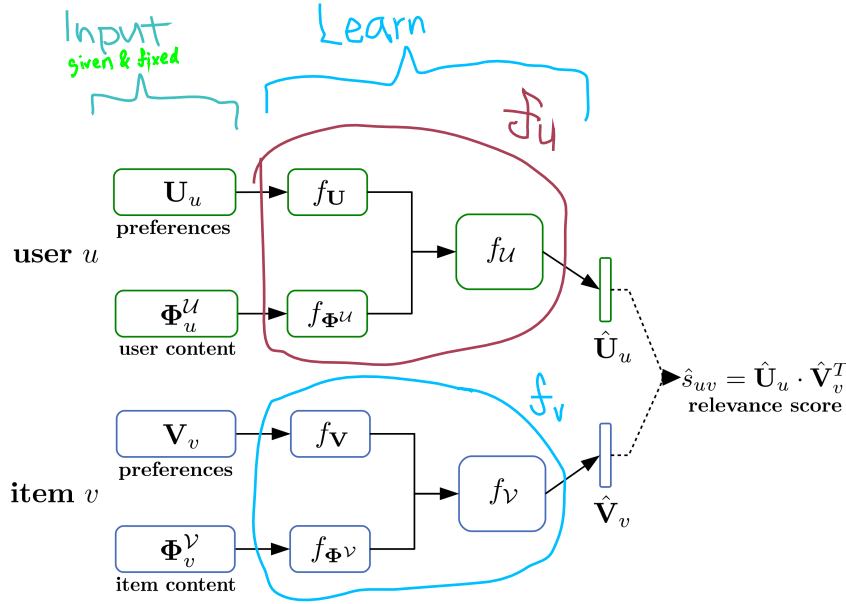 Input
given & fixed
Learn
f_u
U_u
preferences
f_U
user u
f_𝒰
Φ_u^𝒰
user content
f_Φ^𝒰
Û_u
ŝ_uv = Û_u · V̂_v^T
relevance score
f_v
V_v
preferences
f_V
item v
f_𝒱
V̂_v
Φ_v^𝒱
item content
f_Φ^𝒱